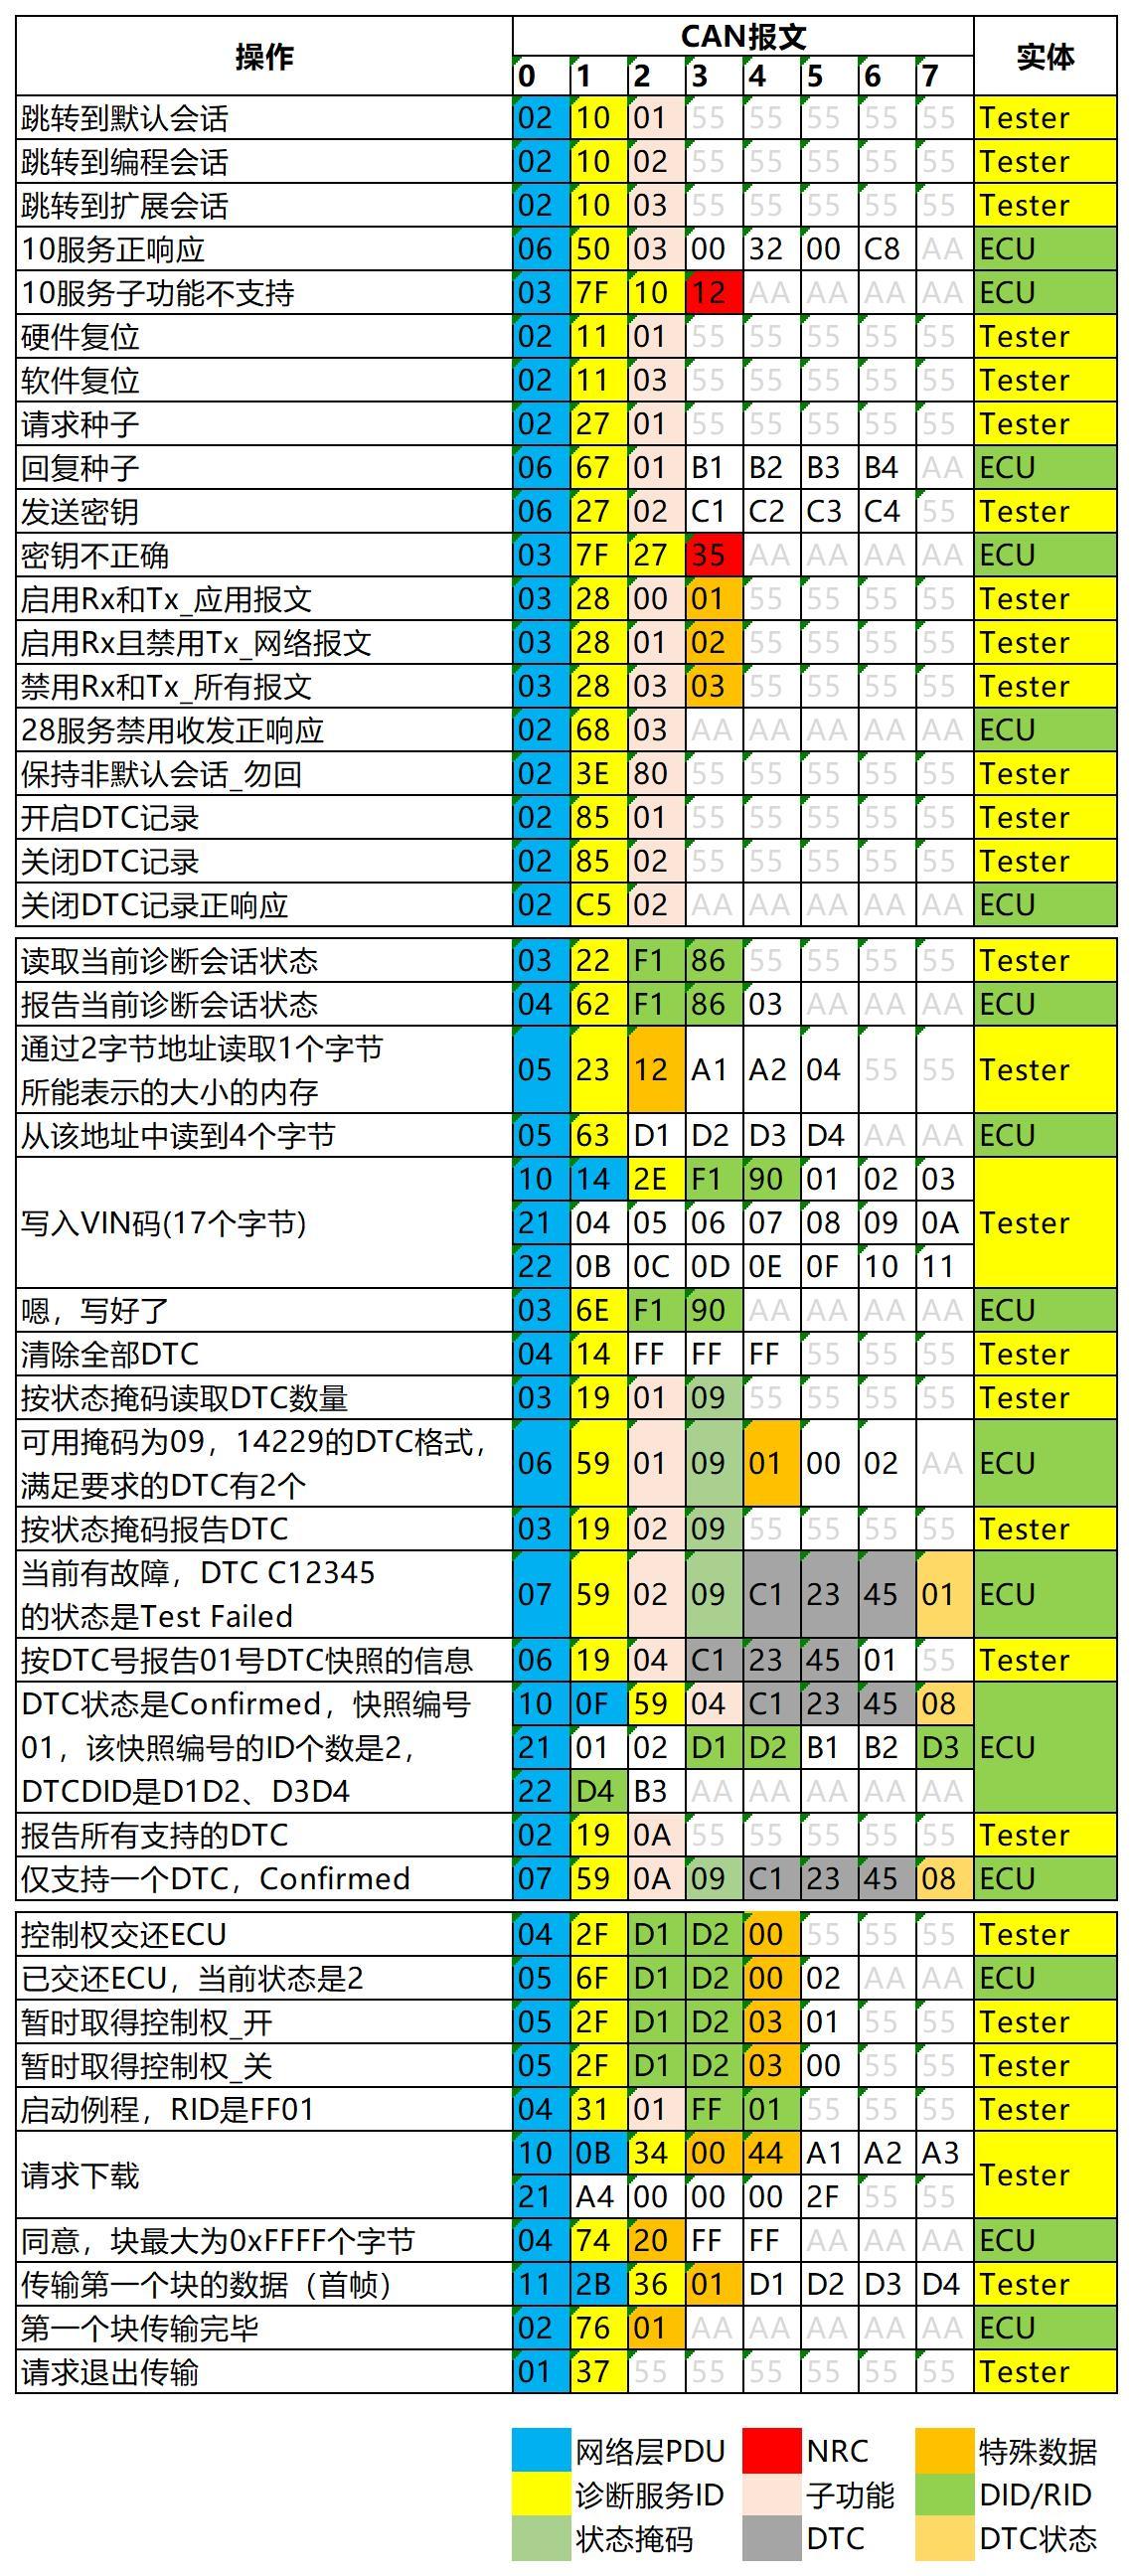 操作 CAN报文 实体
0 1 2 3 4 5 6 7
跳转到默认会话 02 10 01 55 55 55 55 55 Tester
跳转到编程会话 02 10 02 55 55 55 55 55 Tester
跳转到扩展会话 02 10 03 55 55 55 55 55 Tester
10服务正响应 06 50 03 00 32 00 C8 AA ECU
10服务子功能不支持 03 7F 10 12 AA AA AA AA ECU
硬件复位 02 11 01 55 55 55 55 55 Tester
软件复位 02 11 03 55 55 55 55 55 Tester
请求种子 02 27 01 55 55 55 55 55 Tester
回复种子 06 67 01 B1 B2 B3 B4 AA ECU
发送密钥 06 27 02 C1 C2 C3 C4 55 Tester
密钥不正确 03 7F 27 35 AA AA AA AA ECU
启用Rx和Tx_应用报文 03 28 00 01 55 55 55 55 Tester
启用Rx且禁用Tx_网络报文 03 28 01 02 55 55 55 55 Tester
禁用Rx和Tx_所有报文 03 28 03 03 55 55 55 55 Tester
28服务禁用收发正响应 02 68 03 AA AA AA AA AA ECU
保持非默认会话_勿回 02 3E 80 55 55 55 55 55 Tester
开启DTC记录 02 85 01 55 55 55 55 55 Tester
关闭DTC记录 02 85 02 55 55 55 55 55 Tester
关闭DTC记录正响应 02 C5 02 AA AA AA AA AA ECU
读取当前诊断会话状态 03 22 F1 86 55 55 55 55 Tester
报告当前诊断会话状态 04 62 F1 86 03 AA AA AA ECU
通过2字节地址读取1个字节
所能表示的大小的内存 05 23 12 A1 A2 04 55 55 Tester
从该地址中读到4个字节 05 63 D1 D2 D3 D4 AA AA ECU
写入VIN码(17个字节) 10 14 2E F1 90 01 02 03 Tester
21 04 05 06 07 08 09 0A
22 0B 0C 0D 0E 0F 10 11
嗯，写好了 03 6E F1 90 AA AA AA AA ECU
清除全部DTC 04 14 FF FF FF 55 55 55 Tester
按状态掩码读取DTC数量 03 19 01 09 55 55 55 55 Tester
可用掩码为09，14229的DTC格式，
满足要求的DTC有2个 06 59 01 09 01 00 02 AA ECU
按状态掩码报告DTC 03 19 02 09 55 55 55 55 Tester
当前有故障，DTC C12345
的状态是Test Failed 07 59 02 09 C1 23 45 01 ECU
按DTC号报告01号DTC快照的信息 06 19 04 C1 23 45 01 55 Tester
DTC状态是Confirmed，快照编号 10 0F 59 04 C1 23 45 08
01，该快照编号的ID个数是2， 21 01 02 D1 D2 B1 B2 D3 ECU
DTCDID是D1D2、D3D4 22 D4 B3 AA AA AA AA AA
报告所有支持的DTC 02 19 0A 55 55 55 55 55 Tester
仅支持一个DTC，Confirmed 07 59 0A 09 C1 23 45 08 ECU
控制权交还ECU 04 2F D1 D2 00 55 55 55 Tester
已交还ECU，当前状态是2 05 6F D1 D2 00 02 AA AA ECU
暂时取得控制权_开 05 2F D1 D2 03 01 55 55 Tester
暂时取得控制权_关 05 2F D1 D2 03 00 55 55 Tester
启动例程，RID是FF01 04 31 01 FF 01 55 55 55 Tester
请求下载 10 0B 34 00 44 A1 A2 A3 Tester
21 A4 00 00 00 2F 55 55
同意，块最大为0xFFFF个字节 04 74 20 FF FF AA AA AA ECU
传输第一个块的数据（首帧） 11 2B 36 01 D1 D2 D3 D4 Tester
第一个块传输完毕 02 76 01 AA AA AA AA AA ECU
请求退出传输 01 37 55 55 55 55 55 55 Tester
网络层PDU NRC 特殊数据
诊断服务ID 子功能 DID/RID
状态掩码 DTC DTC状态